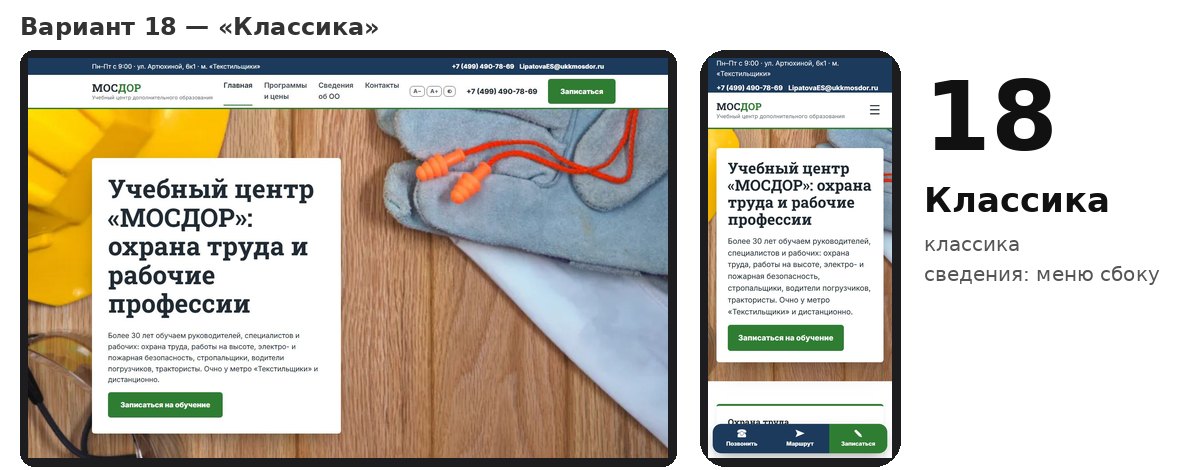 Вариант 18 — «Классика»
Пн–Пт с 9:00 · ул. Артюхиной, 6к1 · м. «Текстильщики»
+7 (499) 490-78-69 LipatovaES@ukkmosdor.ru
МОСДОР
Учебный центр дополнительного образования
Главная
Программы
и цены
Сведения
об ОО
Контакты
A−
A+
+7 (499) 490-78-69
Записаться
Учебный центр
«МОСДОР»:
охрана труда и
рабочие
профессии
Более 30 лет обучаем руководителей, специалистов и
рабочих: охрана труда, работы на высоте, электро- и
пожарная безопасность, стропальщики, водители
погрузчиков, трактористы. Очно у метро «Текстильщики» и
дистанционно.
Записаться на обучение
Пн–Пт с 9:00 · ул. Артюхиной, 6к1 · м.
«Текстильщики»
+7 (499) 490-78-69 LipatovaES@ukkmosdor.ru
МОСДОР
Учебный центр дополнительного образования
Учебный центр
«МОСДОР»: охрана
труда и рабочие
профессии
Более 30 лет обучаем руководителей,
специалистов и рабочих: охрана
труда, работы на высоте, электро- и
пожарная безопасность,
стропальщики, водители погрузчиков,
трактористы. Очно у метро
«Текстильщики» и дистанционно.
Записаться на обучение
Охрана труда
Позвонить
Маршрут
Записаться
18
Классика
классика
сведения: меню сбоку